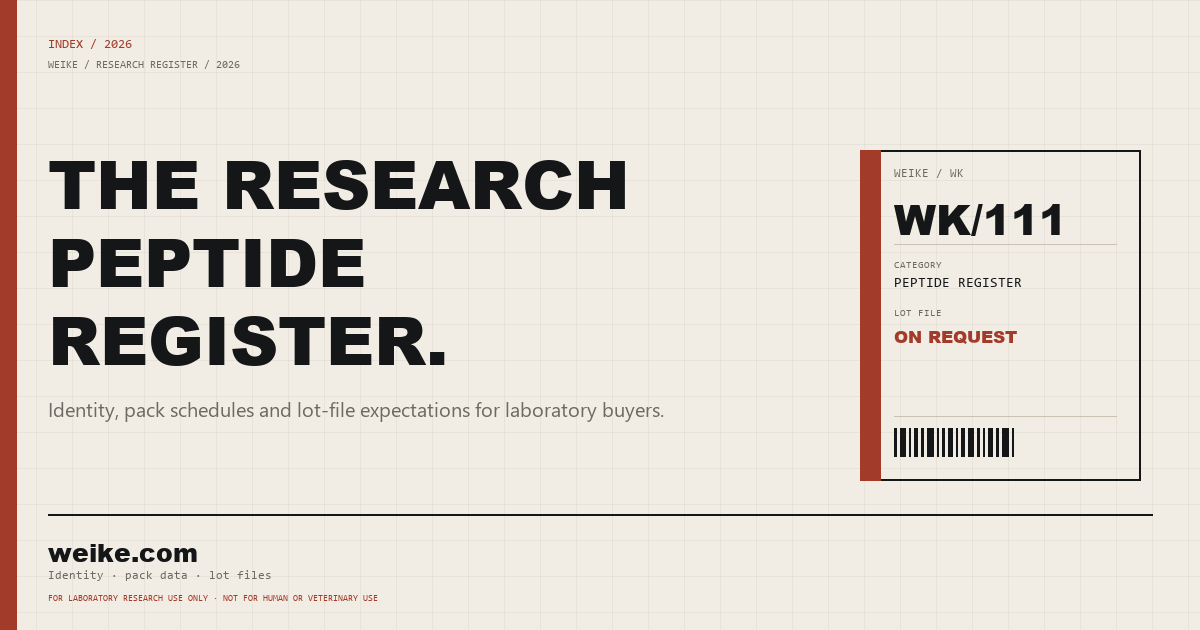 INDEX / 2026
WEIKE / RESEARCH REGISTER / 2026
THE RESEARCH
PEPTIDE
REGISTER.
Identity, pack schedules and lot-file expectations for laboratory buyers.
WEIKE / WK
WK/111
CATEGORY
PEPTIDE REGISTER
LOT FILE
ON REQUEST
weike.com
Identity · pack data · lot files
FOR LABORATORY RESEARCH USE ONLY · NOT FOR HUMAN OR VETERINARY USE